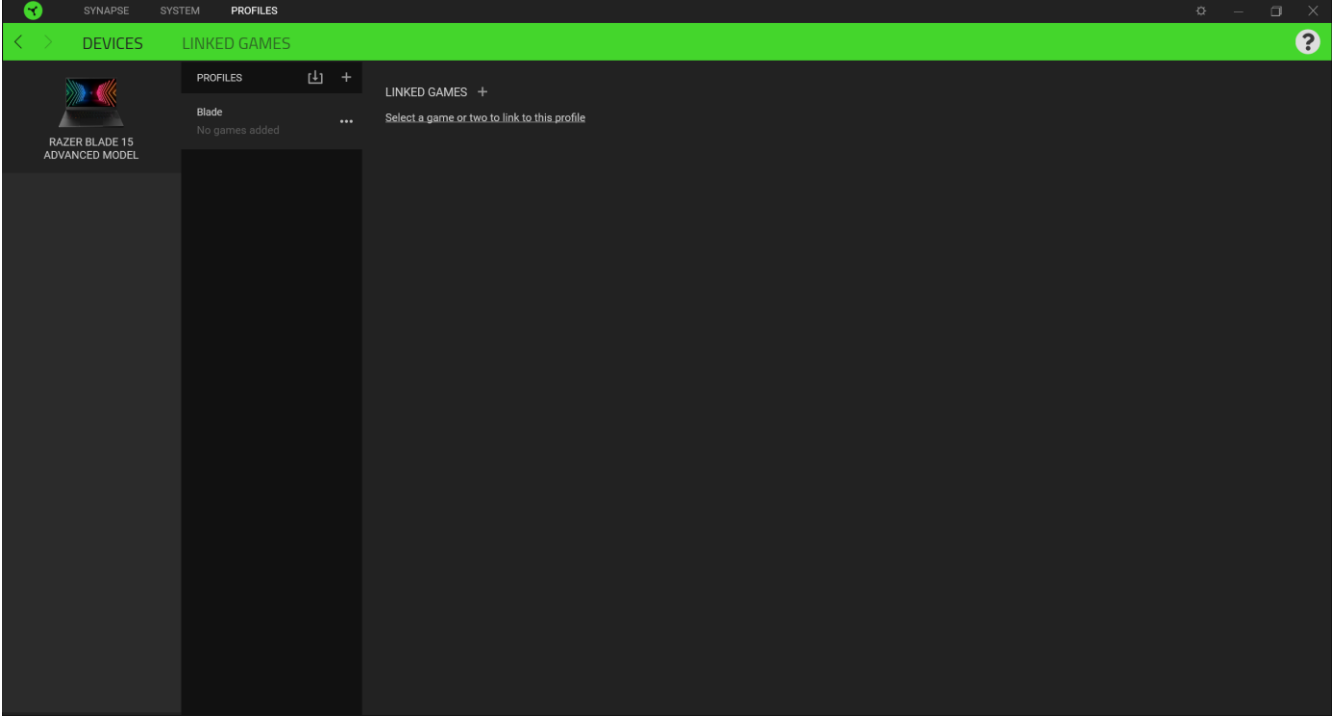 SYNAPSE SYSTEM PROFILES
DEVICES LINKED GAMES
?
RAZER BLADE 15
ADVANCED MODEL
PROFILES
Blade
No games added
LINKED GAMES +
Select a game or two to link to this profile